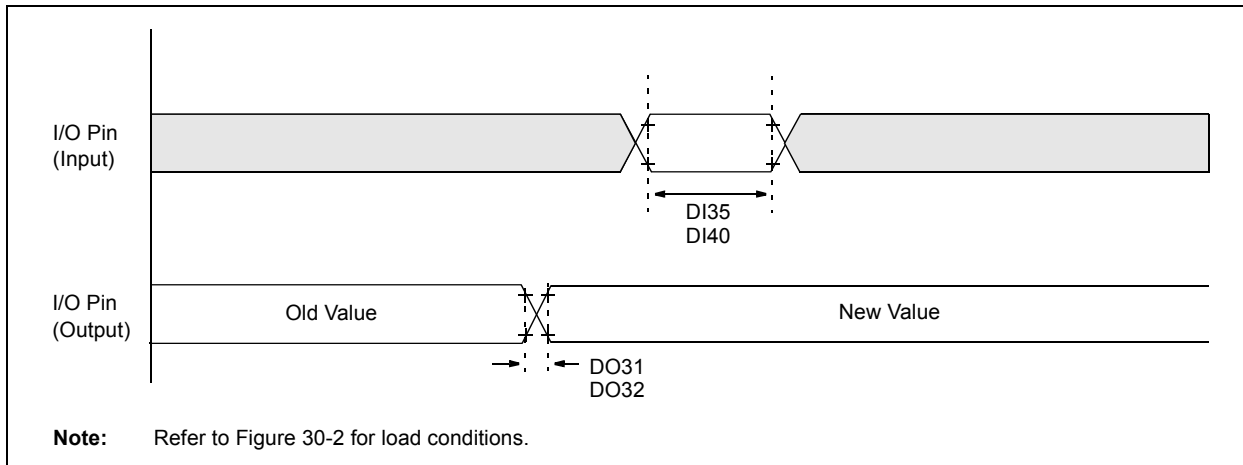 I/O Pin
(Input)
DI35
DI40
I/O Pin
(Output)
Old Value
New Value
DO31
DO32
Note: Refer to Figure 30-2 for load conditions.